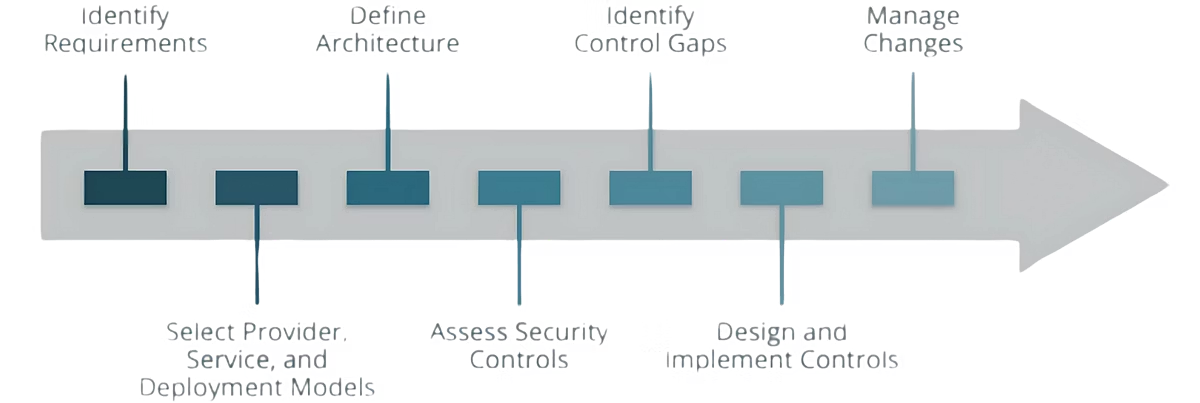 Identify
Requirements
Define
Architecture
Identify
Control Gaps
Manage
Changes
Select Provider,
Service, and
Deployment Models
Assess Security
Controls
Design and
Implement Controls